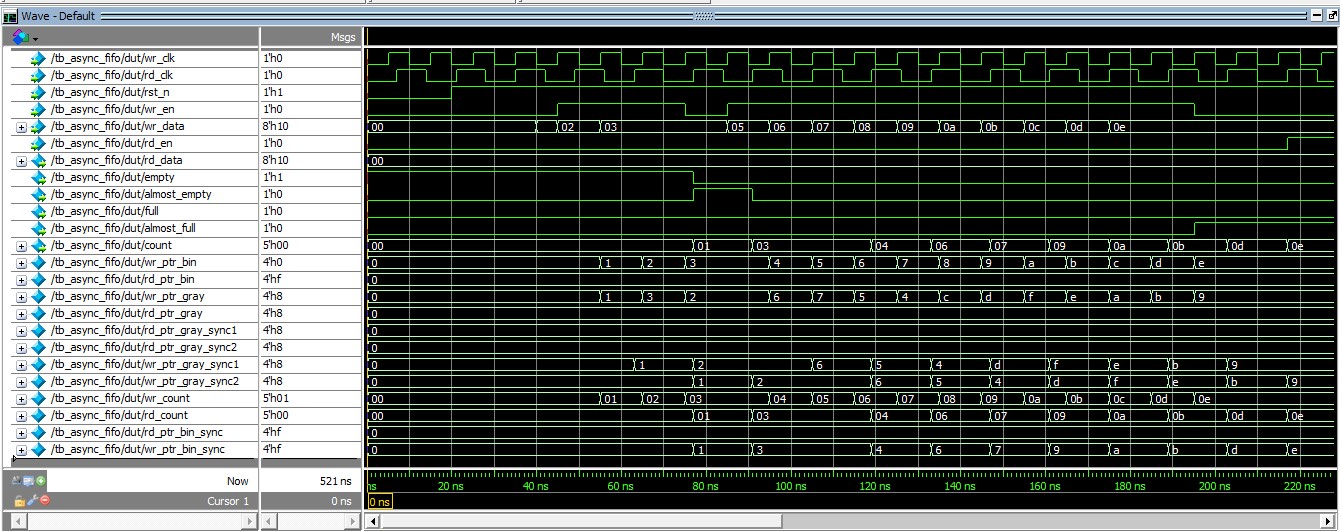 Wave - Default
Msgs
/tb_async_fifo/dut/wr_clk 1'h0
/tb_async_fifo/dut/rd_clk 1'h0
/tb_async_fifo/dut/rst_n 1'h1
/tb_async_fifo/dut/wr_en 1'h0
/tb_async_fifo/dut/wr_data 8'h10 00 02 03 05 06 07 08 09 0a 0b 0c 0d 0e
/tb_async_fifo/dut/rd_en 1'h0
/tb_async_fifo/dut/rd_data 8'h10 00
/tb_async_fifo/dut/empty 1'h1
/tb_async_fifo/dut/almost_empty 1'h0
/tb_async_fifo/dut/full 1'h0
/tb_async_fifo/dut/almost_full 1'h0
/tb_async_fifo/dut/count 5'h00 00 01 03 04 06 07 09 0a 0b 0d 0e
/tb_async_fifo/dut/wr_ptr_bin 4'h0 0 1 2 3 4 5 6 7 8 9 a b c d e
/tb_async_fifo/dut/rd_ptr_bin 4'hf 0
/tb_async_fifo/dut/wr_ptr_gray 4'h8 0 1 3 2 6 7 5 4 c d f e a b 9
/tb_async_fifo/dut/rd_ptr_gray 4'h8 0
/tb_async_fifo/dut/rd_ptr_gray_sync1 4'h8 0
/tb_async_fifo/dut/rd_ptr_gray_sync2 4'h8 0
/tb_async_fifo/dut/wr_ptr_gray_sync1 4'h8 0 1 2 6 5 4 d f e b 9
/tb_async_fifo/dut/wr_ptr_gray_sync2 4'h8 0 1 2 6 5 4 d f e b 9
/tb_async_fifo/dut/wr_count 5'h01 00 01 02 03 04 05 06 07 08 09 0a 0b 0c 0d 0e
/tb_async_fifo/dut/rd_count 5'h00 00 01 03 04 06 07 09 0a 0b 0d 0e
/tb_async_fifo/dut/rd_ptr_bin_sync 4'hf 0
/tb_async_fifo/dut/wr_ptr_bin_sync 4'hf 0 1 3 4 6 7 9 a b d e
Now 521 ns ns 20 ns 40 ns 60 ns 80 ns 100 ns 120 ns 140 ns 160 ns 180 ns 200 ns 220 ns
Cursor 1 0 ns 0 ns